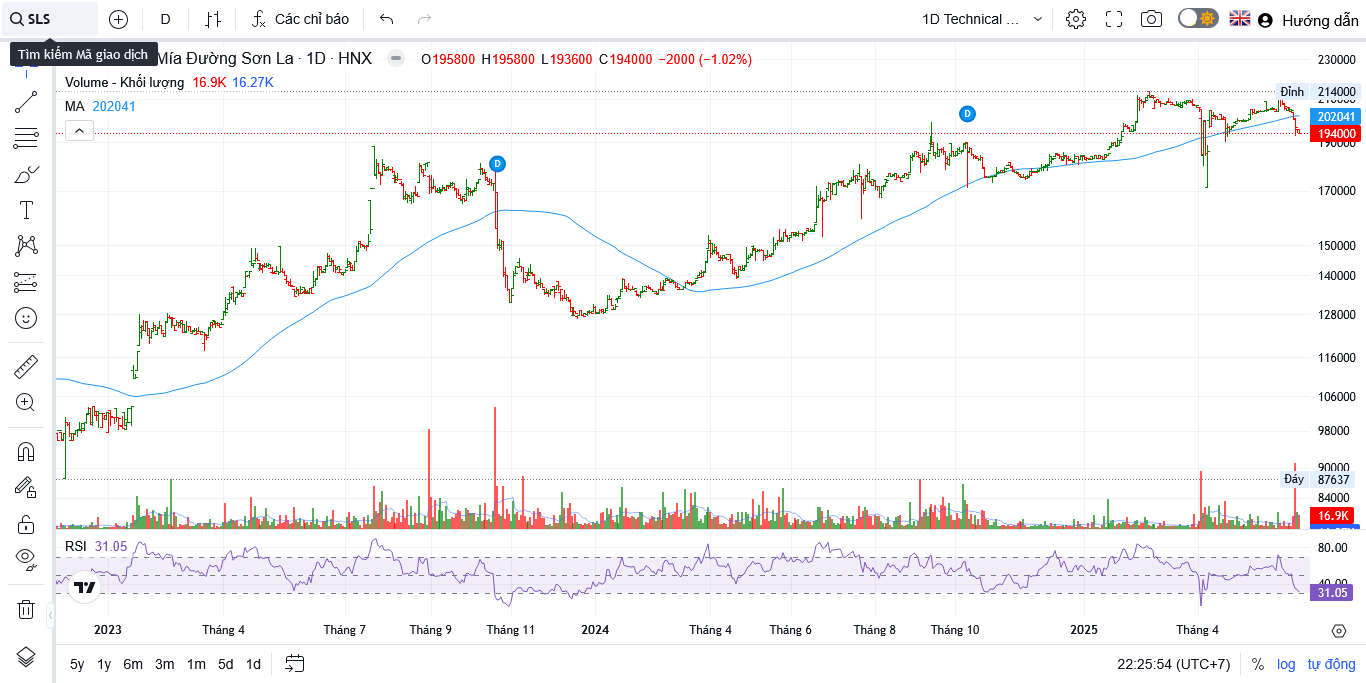 SLS
D
Các chỉ báo
1D Technical ...
Hướng dẫn
Tìm kiếm Mã giao dịch
Mía Đường Sơn La · 1D · HNX
O195800 H195800 L193600 C194000 −2000 (−1.02%)
Volume - Khối lượng 16.9K 16.27K
MA 202041
D
D
230000
Đỉnh 214000
210000
202041
194000
190000
170000
150000
140000
128000
116000
106000
98000
90000
Đáy 87637
84000
16.9K
RSI 31.05
80.00
40.00
31.05
2023 Tháng 4 Tháng 7 Tháng 9 Tháng 11 2024 Tháng 4 Tháng 6 Tháng 8 Tháng 10 2025 Tháng 4
5y 1y 6m 3m 1m 5d 1d
22:25:54 (UTC+7) % log tự động